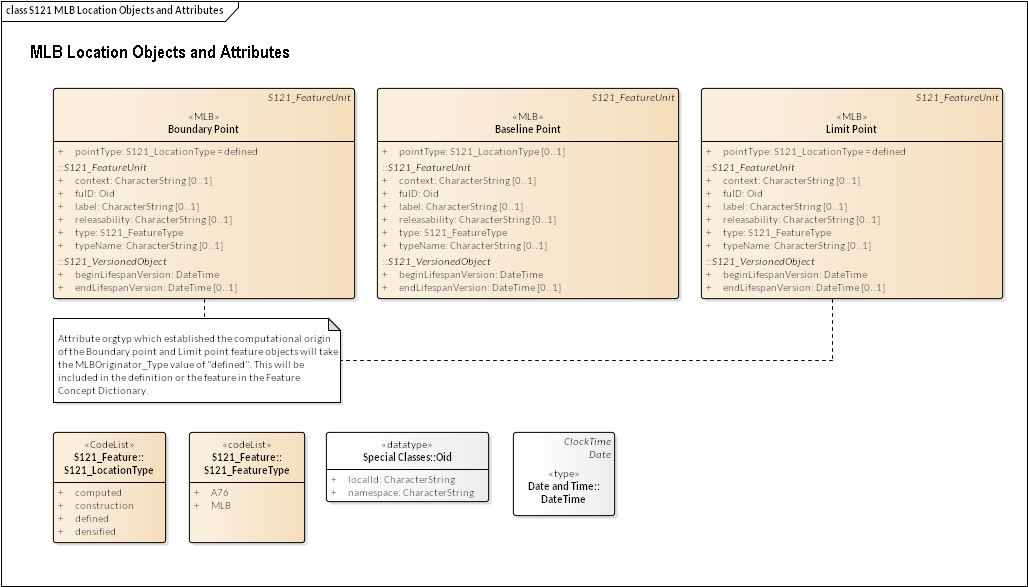 class S121 MLB Location Objects and Attributes
MLB Location Objects and Attributes
S121_FeatureUnit
«MLB»
Boundary Point
+ pointType: S121_LocationType = defined
::S121_FeatureUnit
+ context: CharacterString [0..1]
+ fuID: Oid
+ label: CharacterString [0..1]
+ releasability: CharacterString [0..1]
+ type: S121_FeatureType
+ typeName: CharacterString [0..1]
::S121_VersionedObject
+ beginLifespanVersion: DateTime
+ endLifespanVersion: DateTime [0..1]
S121_FeatureUnit
«MLB»
Baseline Point
+ pointType: S121_LocationType [0..1]
::S121_FeatureUnit
+ context: CharacterString [0..1]
+ fuID: Oid
+ label: CharacterString [0..1]
+ releasability: CharacterString [0..1]
+ type: S121_FeatureType
+ typeName: CharacterString [0..1]
::S121_VersionedObject
+ beginLifespanVersion: DateTime
+ endLifespanVersion: DateTime [0..1]
S121_FeatureUnit
«MLB»
Limit Point
+ pointType: S121_LocationType = defined
::S121_FeatureUnit
+ context: CharacterString [0..1]
+ fuID: Oid
+ label: CharacterString [0..1]
+ releasability: CharacterString [0..1]
+ type: S121_FeatureType
+ typeName: CharacterString [0..1]
::S121_VersionedObject
+ beginLifespanVersion: DateTime
+ endLifespanVersion: DateTime [0..1]
Attribute orgtyp which established the computational origin
of the Boundary point and Limit point feature objects will take
the MLBOriginator_Type value of "defined". This will be
included in the definition or the feature in the Feature
Concept Dictionary.
«CodeList»
S121_Feature::
S121_LocationType
+ computed
+ construction
+ defined
+ densified
«codeList»
S121_Feature::
S121_FeatureType
+ A76
+ MLB
«datatype»
Special Classes::Oid
+ localId: CharacterString
+ namespace: CharacterString
ClockTime
Date
«type»
Date and Time::
DateTime